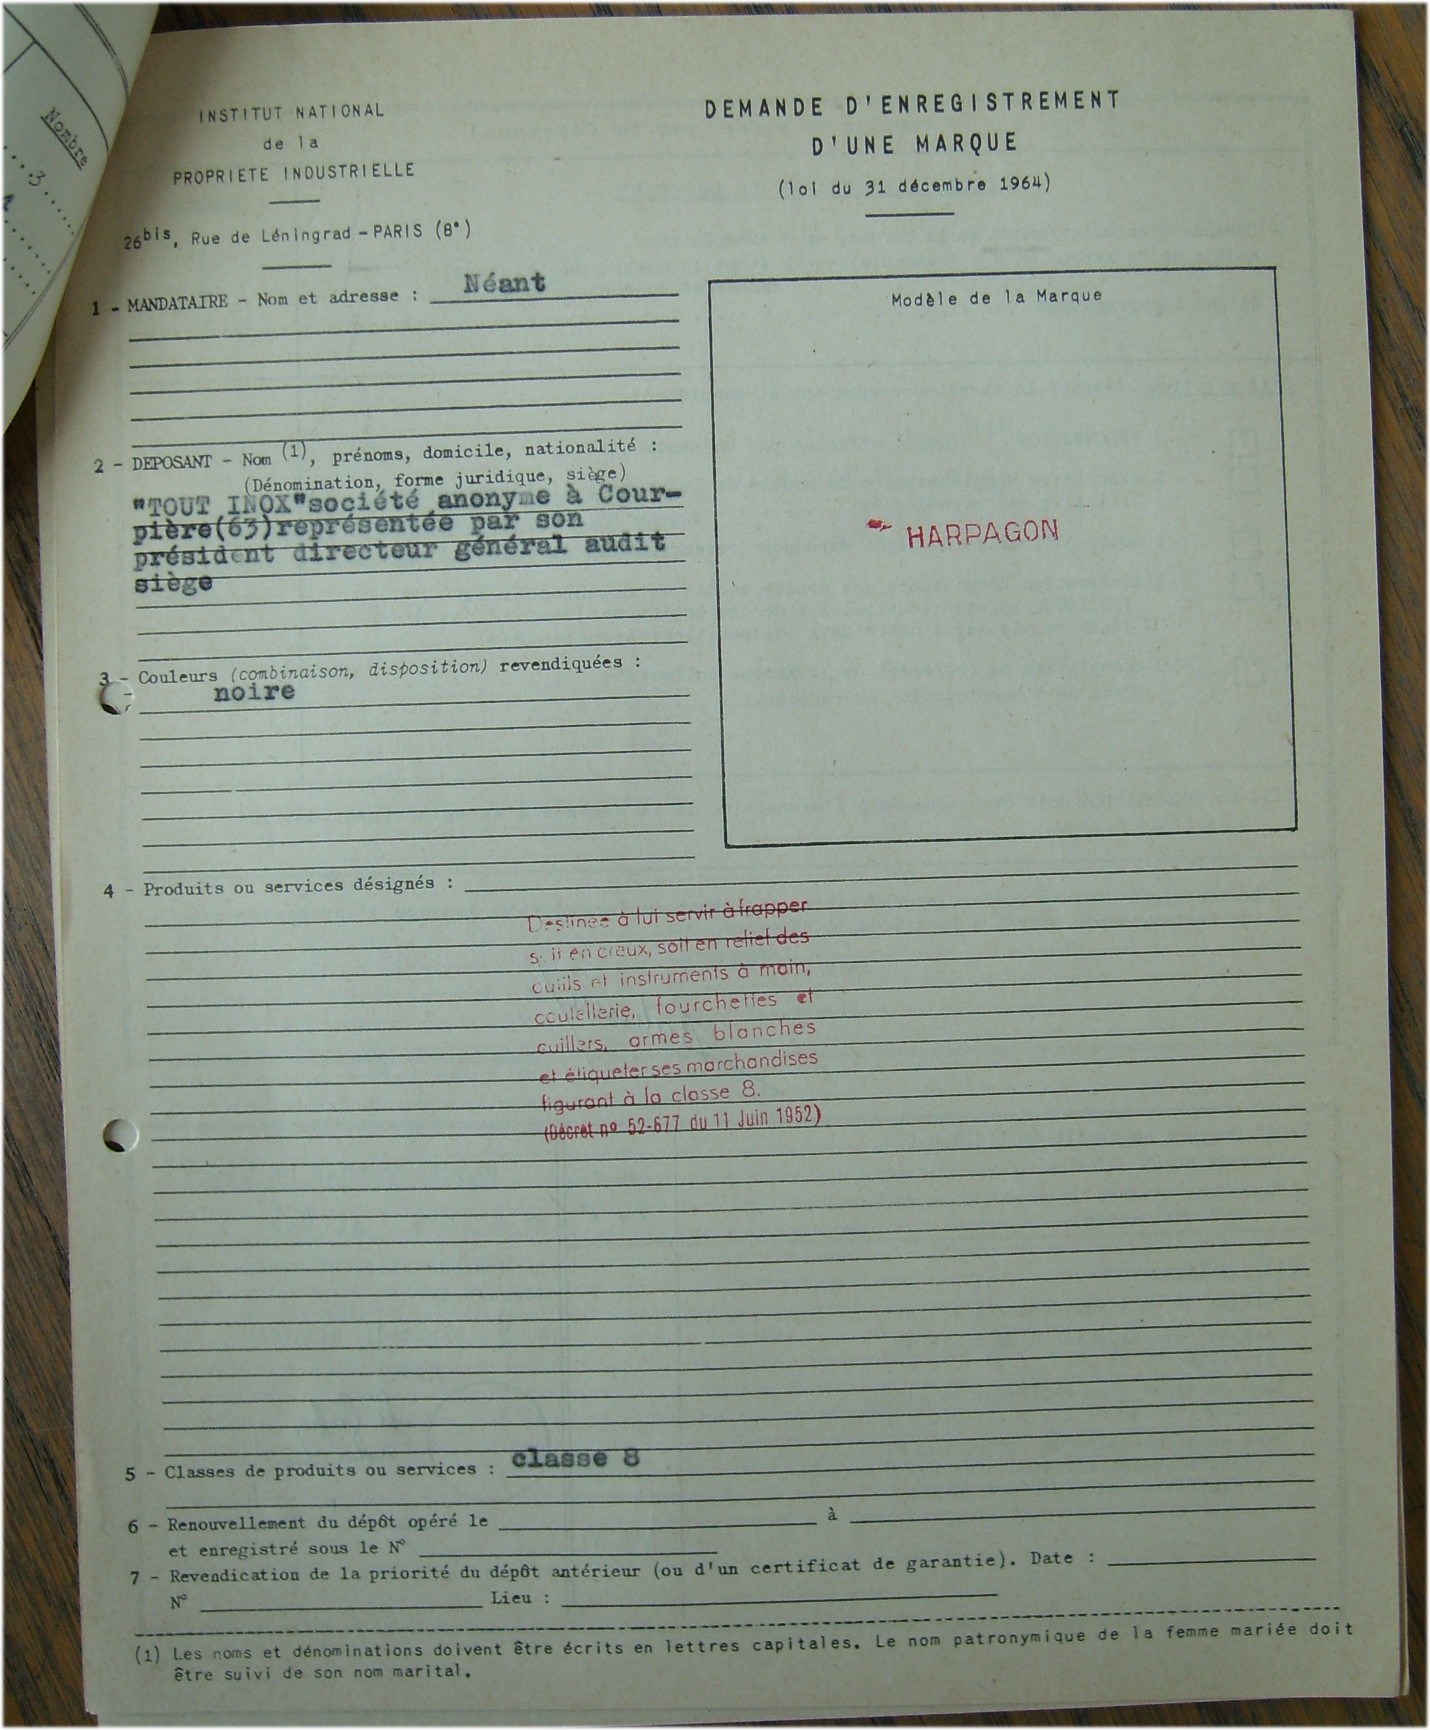 Nombre
3
INSTITUT NATIONAL
de la
PROPRIETE INDUSTRIELLE
26bis, Rue de Léningrad - PARIS (8°)
DEMANDE D'ENREGISTREMENT
D'UNE MARQUE
(loi du 31 décembre 1964)
1 - MANDATAIRE - Nom et adresse : Néant
Modèle de la Marque
HARPAGON
2 - DEPOSANT - Nom (1), prénoms, domicile, nationalité :
(Dénomination, forme juridique, siège)
"TOUT INOX"société anonyme à Cour-
pière(63)représentée par son
président directeur général audit
siège
3 - Couleurs (combinaison, disposition) revendiquées :
noire
4 - Produits ou services désignés :
Destinée à lui servir à frapper
soit en creux, soit en relief des
outils et instruments à main,
coutellerie, fourchettes et
cuillers, armes blanches
et étiqueter ses marchandises
figurant à la classe 8.
(Décret nº 52-677 du 11 Juin 1952)
5 - Classes de produits ou services : classe 8
6 - Renouvellement du dépôt opéré le à
et enregistré sous le N°
7 - Revendication de la priorité du dépôt antérieur (ou d'un certificat de garantie). Date :
N° Lieu :
(1) Les noms et dénominations doivent être écrits en lettres capitales. Le nom patronymique de la femme mariée doit
être suivi de son nom marital.